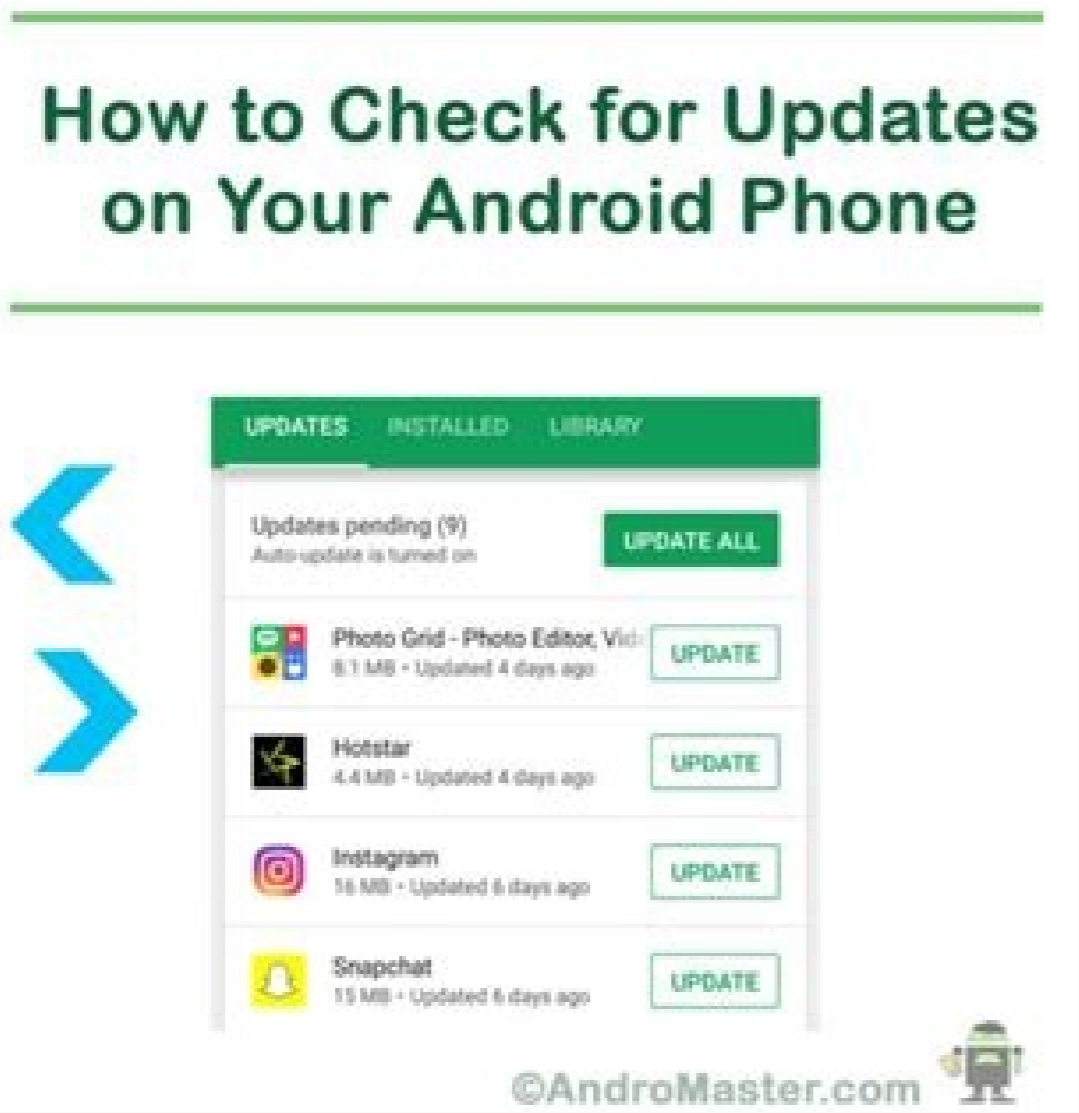 How to Check for Updates
on Your Android Phone
UPDATES INSTALLED LIBRARY
Updates pending (9)
Auto-update is turned on
UPDATE ALL
Photo Grid - Photo Editor, Vid
8.1 MB • Updated 4 days ago
UPDATE
Hotstar
4.4 MB • Updated 4 days ago
UPDATE
Instagram
16 MB • Updated 6 days ago
UPDATE
Snapchat
15 MB • Updated 6 days ago
UPDATE
©AndroMaster.com